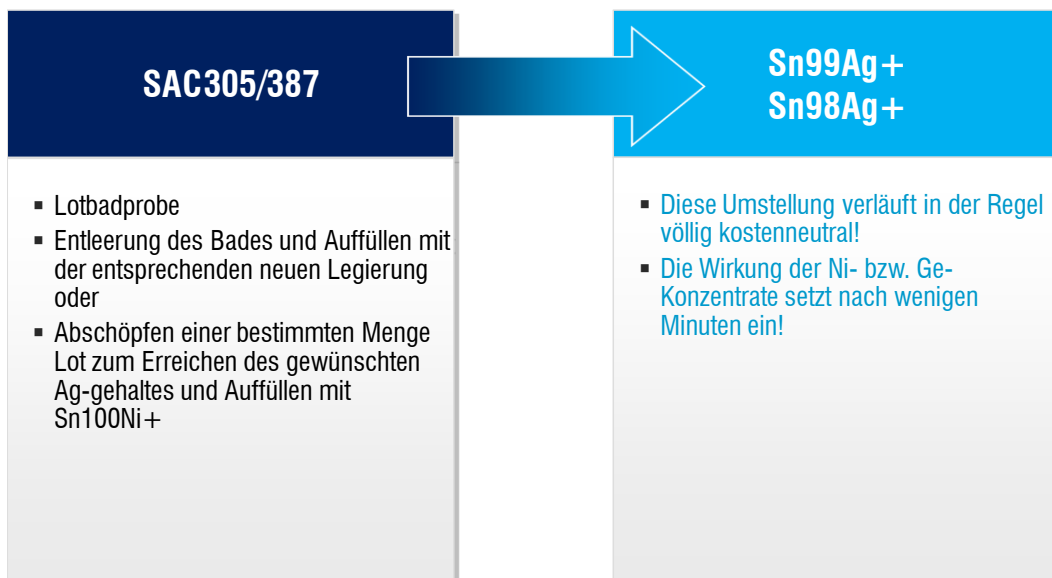 SAC305/387
▪ Lotbadprobe
▪ Entleerung des Bades und Auffüllen mit
der entsprechenden neuen Legierung
oder
▪ Abschöpfen einer bestimmten Menge
Lot zum Erreichen des gewünschten
Ag-gehaltes und Auffüllen mit
Sn100Ni+
Sn99Ag+
Sn98Ag+
▪ Diese Umstellung verläuft in der Regel
völlig kostenneutral!
▪ Die Wirkung der Ni- bzw. Ge-
Konzentrate setzt nach wenigen
Minuten ein!